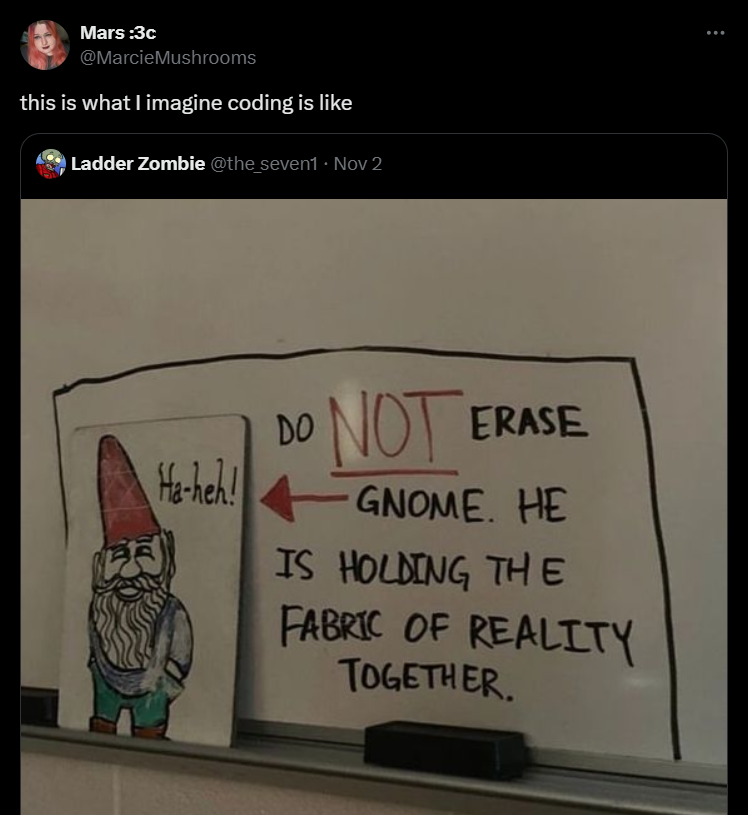 Mars :3c
@MarcieMushrooms
this is what I imagine coding is like
Ladder Zombie @the_seven1 · Nov 2
DO NOT ERASE
Ha-heh!
GNOME. HE
IS HOLDING THE
FABRIC OF REALITY
TOGETHER.